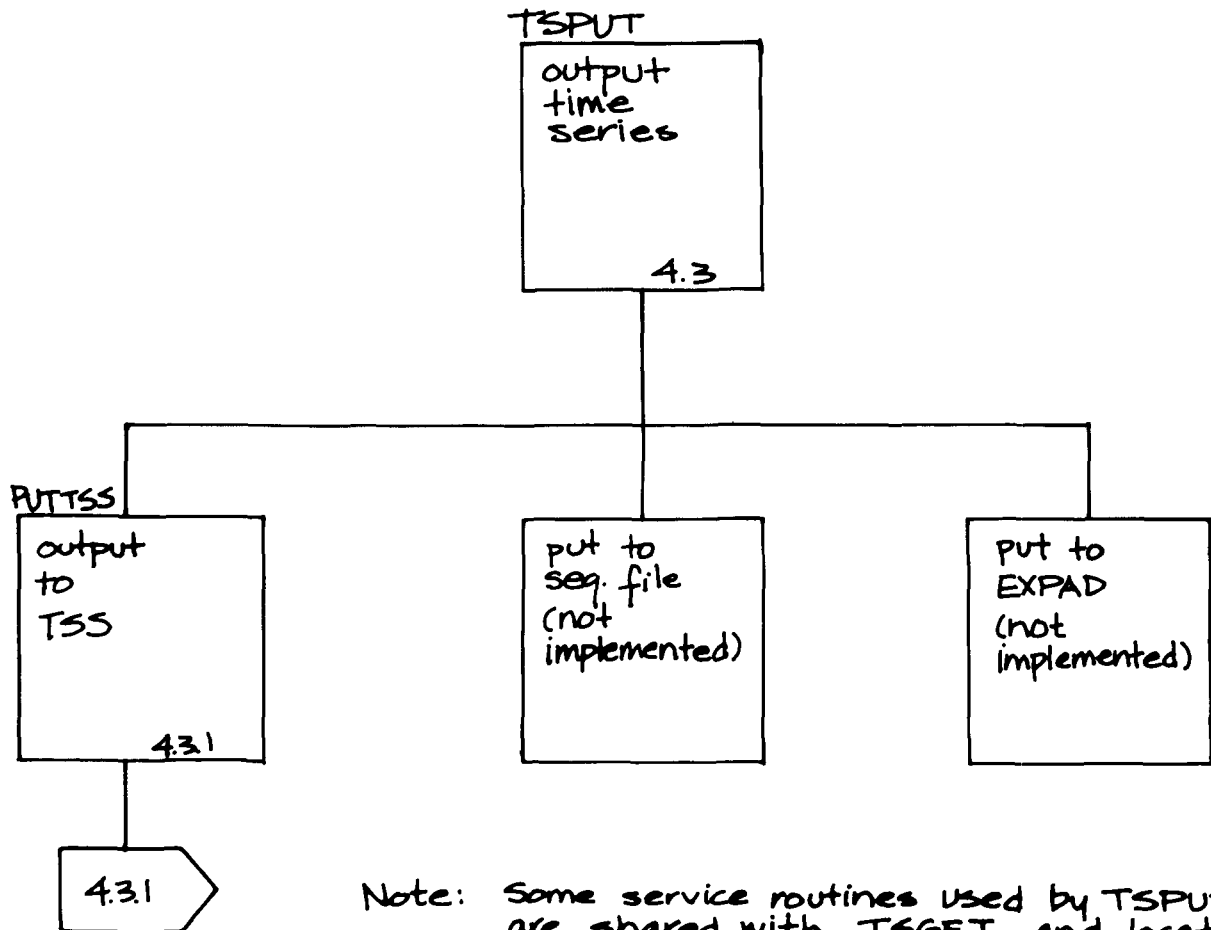 TSPUT
output
time
series
4.3
PUTTSS
output
to
TSS
4.3.1
put to
seq. file
(not
implemented)
put to
EXPAD
(not
implemented)
4.3.1
Note: Some service routines used by TSPUT
are shared with TSGET and